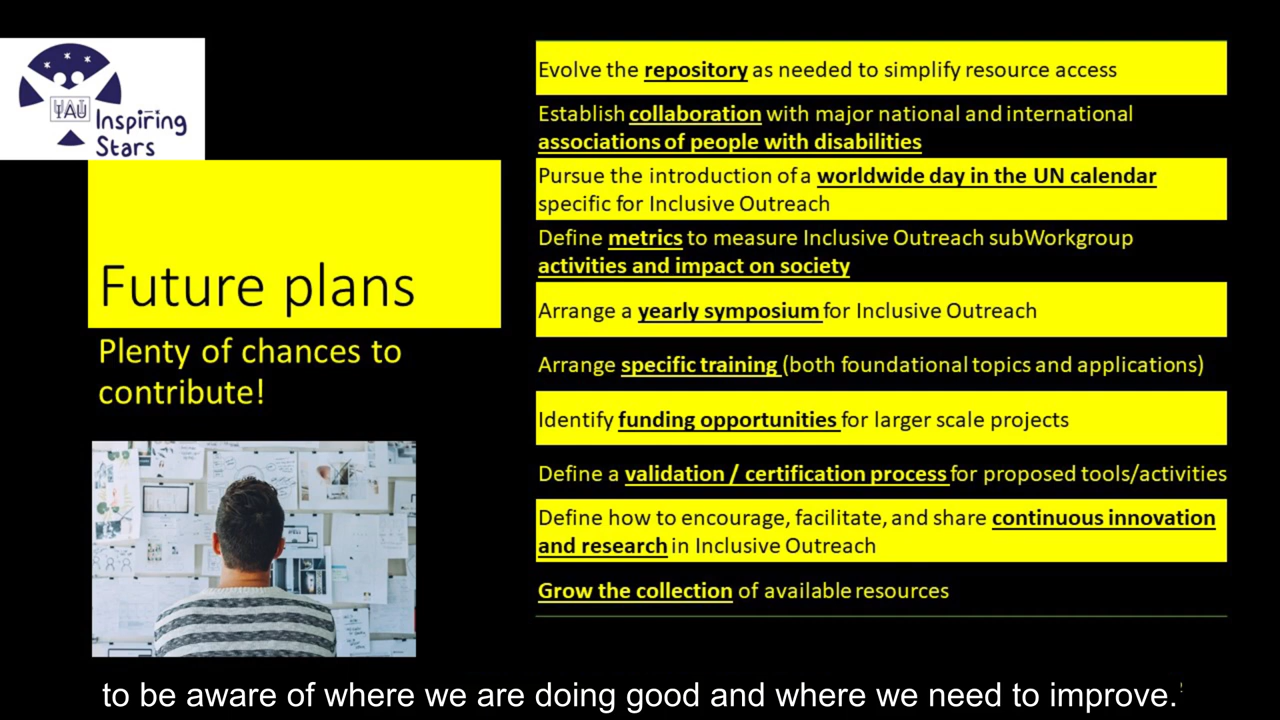 IAU
Inspiring
Stars
Future plans
Plenty of chances to
contribute!
Evolve the repository as needed to simplify resource access
Establish collaboration with major national and international
associations of people with disabilities
Pursue the introduction of a worldwide day in the UN calendar
specific for Inclusive Outreach
Define metrics to measure Inclusive Outreach subWorkgroup
activities and impact on society
Arrange a yearly symposium for Inclusive Outreach
Arrange specific training (both foundational topics and applications)
Identify funding opportunities for larger scale projects
Define a validation / certification process for proposed tools/activities
Define how to encourage, facilitate, and share continuous innovation
and research in Inclusive Outreach
Grow the collection of available resources
to be aware of where we are doing good and where we need to improve.